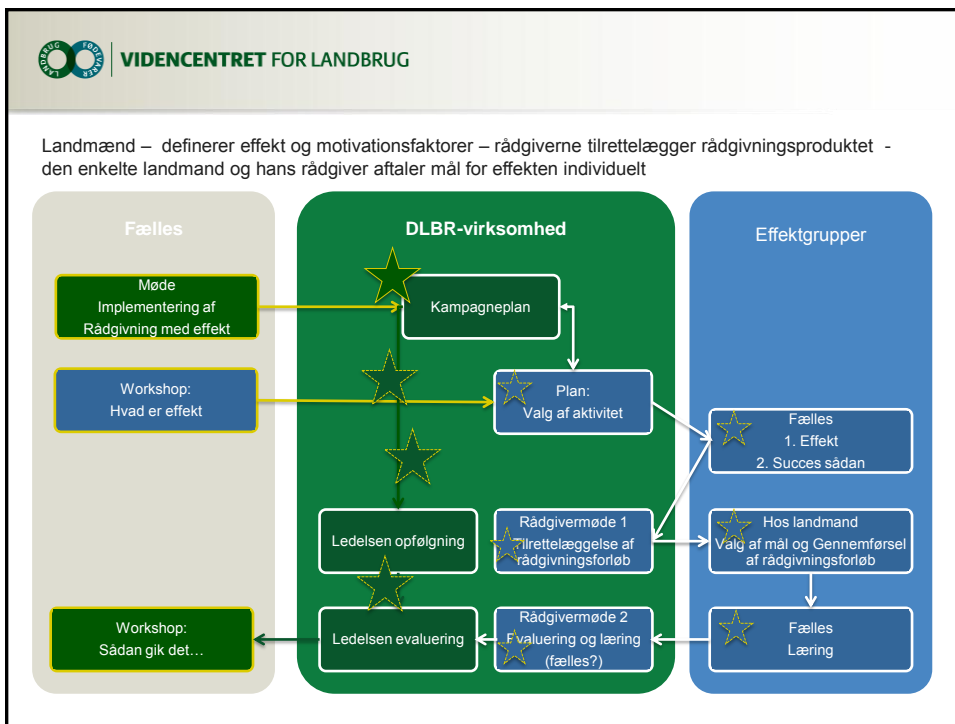 LANDBRUG
FØDEVARER
VIDENCENTRET FOR LANDBRUG
Landmænd – definerer effekt og motivationsfaktorer – rådgiverne tilrettelægger rådgivningsproduktet -
den enkelte landmand og hans rådgiver aftaler mål for effekten individuelt
Fælles
Møde
Implementering af
Rådgivning med effekt
Workshop:
Hvad er effekt
Workshop:
Sådan gik det…
DLBR-virksomhed
Kampagneplan
Plan:
Valg af aktivitet
Ledelsen opfølgning
Rådgivermøde 1
Tilrettelæggelse af
rådgivningsforløb
Ledelsen evaluering
Rådgivermøde 2
Evaluering og læring
(fælles?)
Effektgrupper
Fælles
1. Effekt
2. Succes sådan
Hos landmand
Valg af mål og Gennemførsel
af rådgivningsforløb
Fælles
Læring